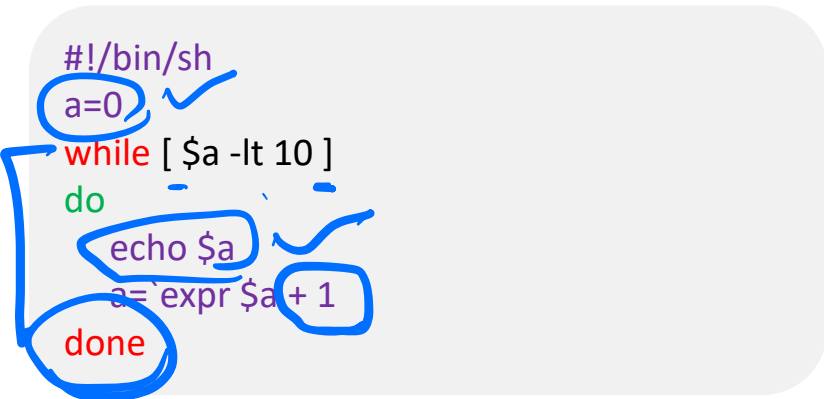 #!/bin/sh
a=0
while [ $a -lt 10 ]
do
echo $a
a=`expr $a + 1
done